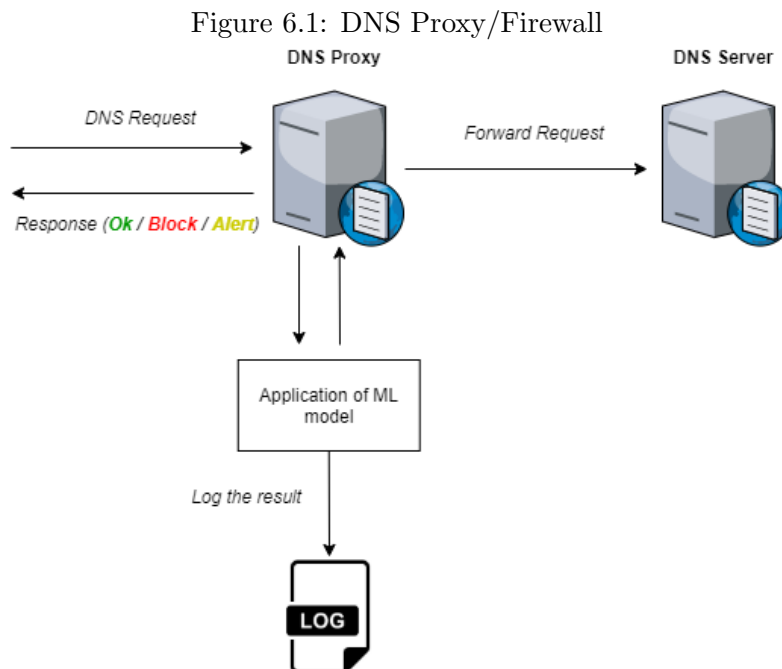 Figure 6.1: DNS Proxy/Firewall
DNS Proxy
DNS Server
DNS Request
Forward Request
Response (Ok / Block / Alert)
Application of ML
model
Log the result
LOG